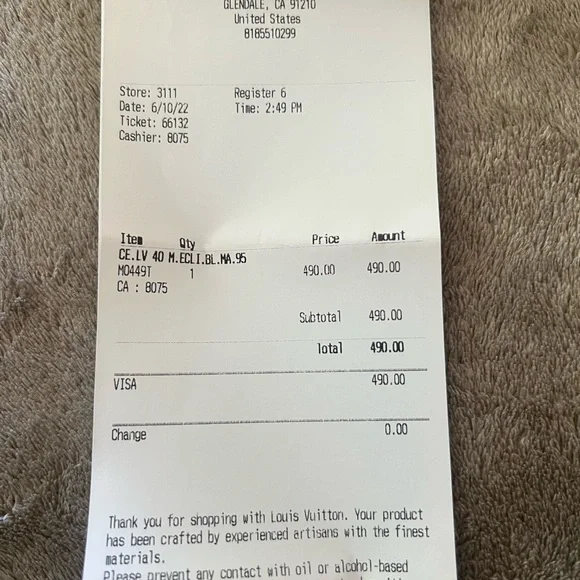 GLENDALE, CA 91210
United States
8185510299
Store: 3111 Register 6
Date: 6/10/22 Time: 2:49 PM
Ticket: 66132
Cashier: 8075
Item Qty Price Amount
CE.LV 40 M.ECLI.BL.MA.95
M0449T 1 490.00 490.00
CA : 8075
Subtotal 490.00
Total 490.00
VISA 490.00
Change 0.00
Thank you for shopping with Louis Vuitton. Your product
has been crafted by experienced artisans with the finest
materials.
Please prevent any contact with oil or alcohol-based